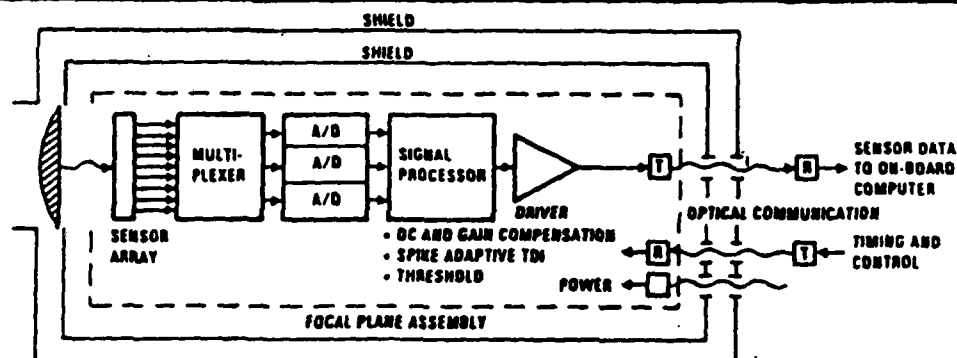 SHIELD
SHIELD
SENSOR
ARRAY
MULTI-
PLEXER
A/D
A/D
A/D
SIGNAL
PROCESSOR
DRIVER
• DC AND GAIN COMPENSATION
• SPIKE ADAPTIVE TDI
• THRESHOLD
T
R
SENSOR DATA
TO ON-BOARD
COMPUTER
OPTICAL COMMUNICATION
R
T
TIMING AND
CONTROL
POWER
FOCAL PLANE ASSEMBLY